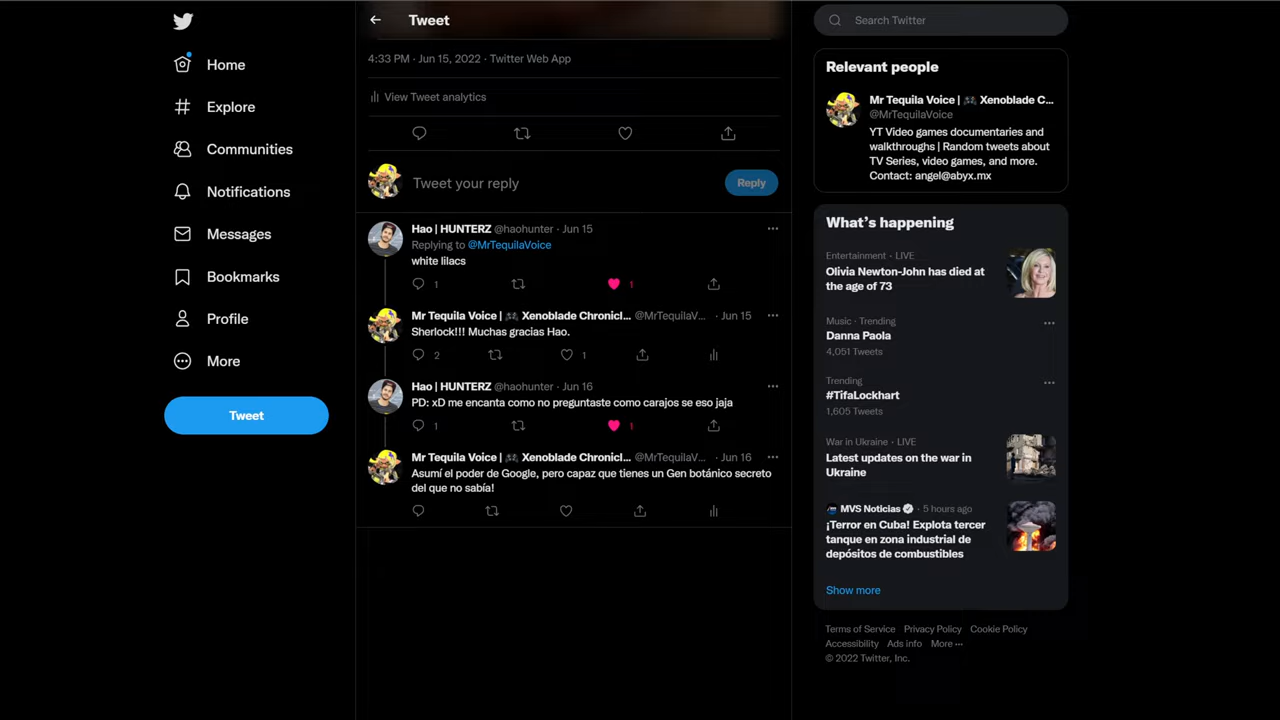 Tweet
4:33 PM · Jun 15, 2022 · Twitter Web App
View Tweet analytics
Tweet your reply
Reply
Hao | HUNTERZ @haohunter · Jun 15
Replying to @MrTequilaVoice
white lilacs
1
1
Mr Tequila Voice | 🎮 Xenoblade Chronicl... @MrTequilaV... · Jun 15
Sherlock!!! Muchas gracias Hao.
2
1
Hao | HUNTERZ @haohunter · Jun 16
PD: xD me encanta como no preguntaste como carajos se eso jaja
1
1
Mr Tequila Voice | 🎮 Xenoblade Chronicl... @MrTequilaV... · Jun 16
Asumí el poder de Google, pero capaz que tienes un Gen botánico secreto
del que no sabía!
Home
Explore
Communities
Notifications
Messages
Bookmarks
Profile
More
Tweet
Search Twitter
Relevant people
Mr Tequila Voice | 🎮 Xenoblade C...
@MrTequilaVoice
YT Video games documentaries and
walkthroughs | Random tweets about
TV Series, video games, and more.
Contact: angel@abyx.mx
What's happening
Entertainment · LIVE
Olivia Newton-John has died at
the age of 73
Music · Trending
Danna Paola
4,051 Tweets
Trending
#TifaLockhart
1,605 Tweets
War in Ukraine · LIVE
Latest updates on the war in
Ukraine
MVS Noticias · 5 hours ago
¡Terror en Cuba! Explota tercer
tanque en zona industrial de
depósitos de combustibles
Show more
Terms of Service Privacy Policy Cookie Policy
Accessibility Ads info More ···
© 2022 Twitter, Inc.